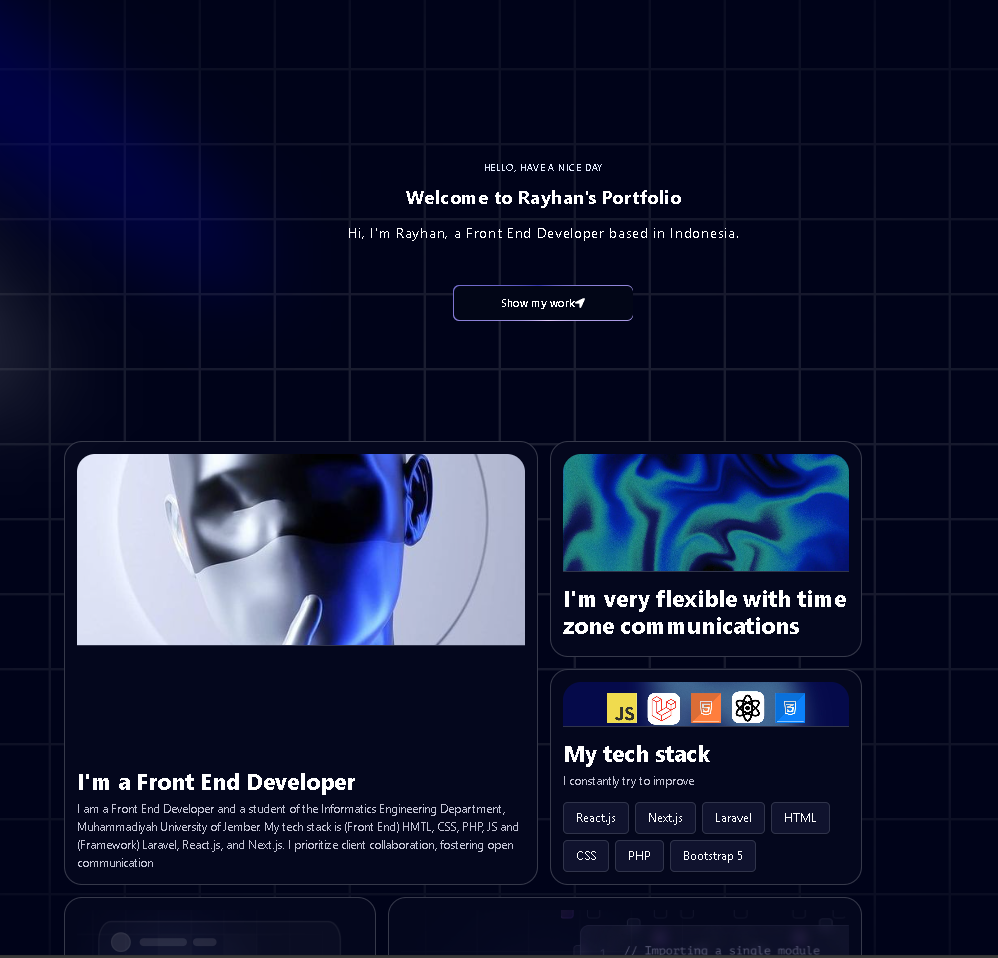 HELLO, HAVE A NICE DAY
Welcome to Rayhan's Portfolio
Hi, I'm Rayhan, a Front End Developer based in Indonesia.
Show my work
I'm a Front End Developer
I am a Front End Developer and a student of the Informatics Engineering Department,
Muhammadiyah University of Jember. My tech stack is (Front End) HMTL, CSS, PHP, JS and
(Framework) Laravel, React.js, and Next.js. I prioritize client collaboration, fostering open
communication
I'm very flexible with time
zone communications
JS
My tech stack
I constantly try to improve
React.js
Next.js
Laravel
HTML
CSS
PHP
Bootstrap 5
// Importing a single module